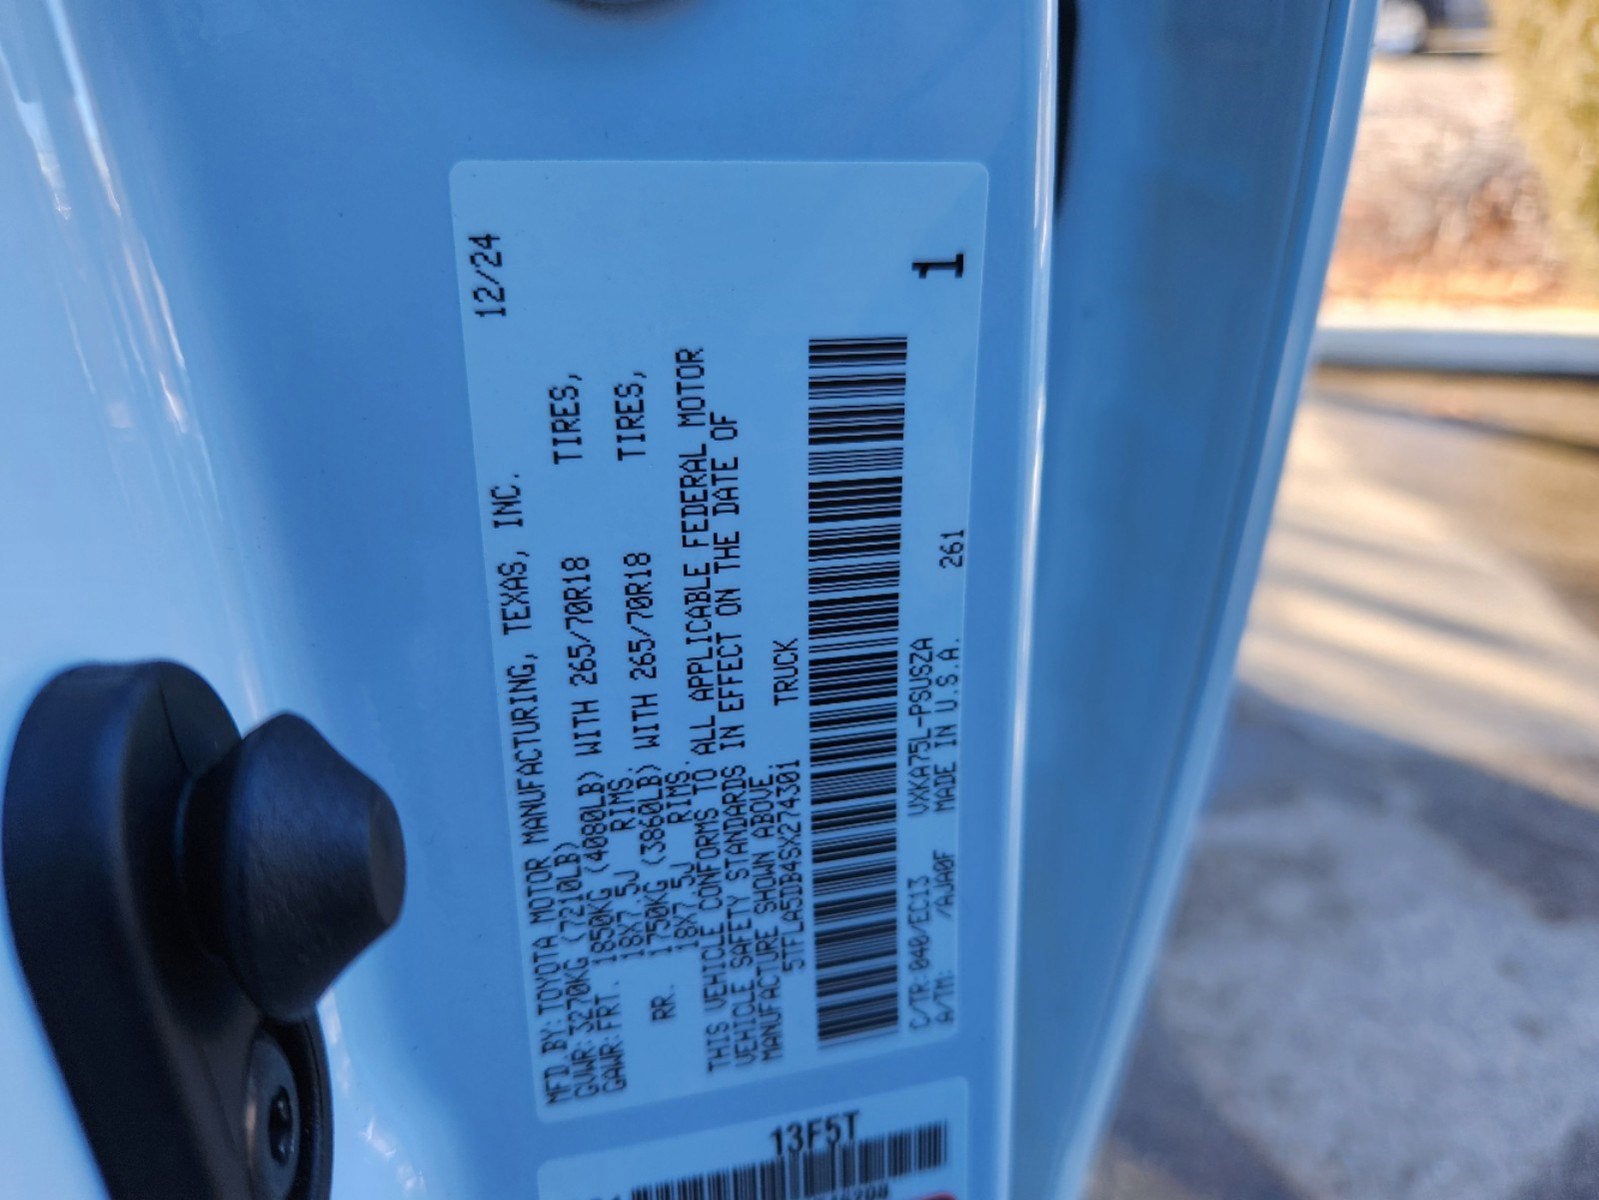 MFD.BY:TOYOTA MOTOR MANUFACTURING, TEXAS, INC. 12/24
GVWR:3270KG (7210LB)
GAWR:FRT. 1850KG (4080LB) WITH 265/70R18 TIRES,
18X7.5J RIMS;
RR. 1750KG (3860LB) WITH 265/70R18 TIRES,
18X7.5J RIMS.
THIS VEHICLE CONFORMS TO ALL APPLICABLE FEDERAL MOTOR
VEHICLE SAFETY STANDARDS IN EFFECT ON THE DATE OF
MANUFACTURE SHOWN ABOVE.
5TFLA5DB4SX274301 TRUCK
1
C/TR:040/EC13 VXKA75L-PSUSZA
A/TM: /AJA0F MADE IN U.S.A. 261
13F5T